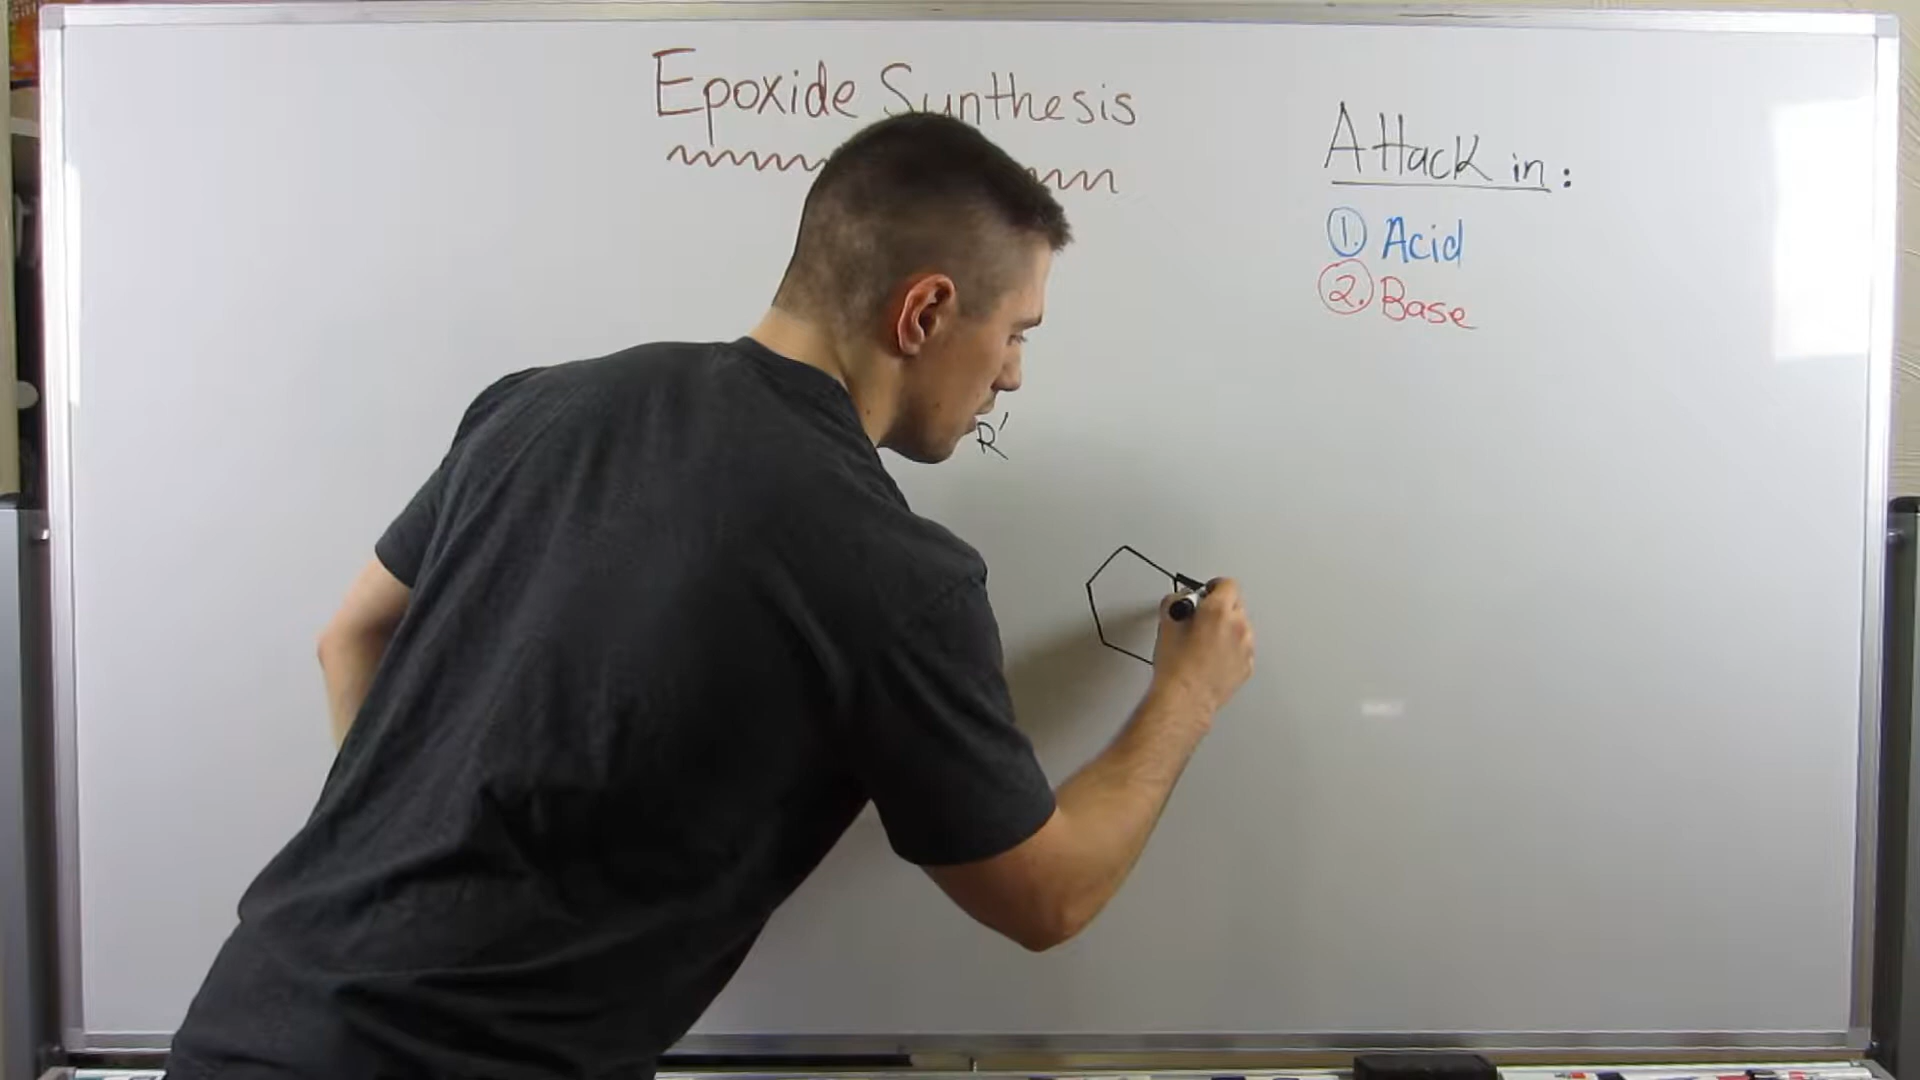 Epoxide Synthesis
Attack in:
1. Acid
2. Base
R'